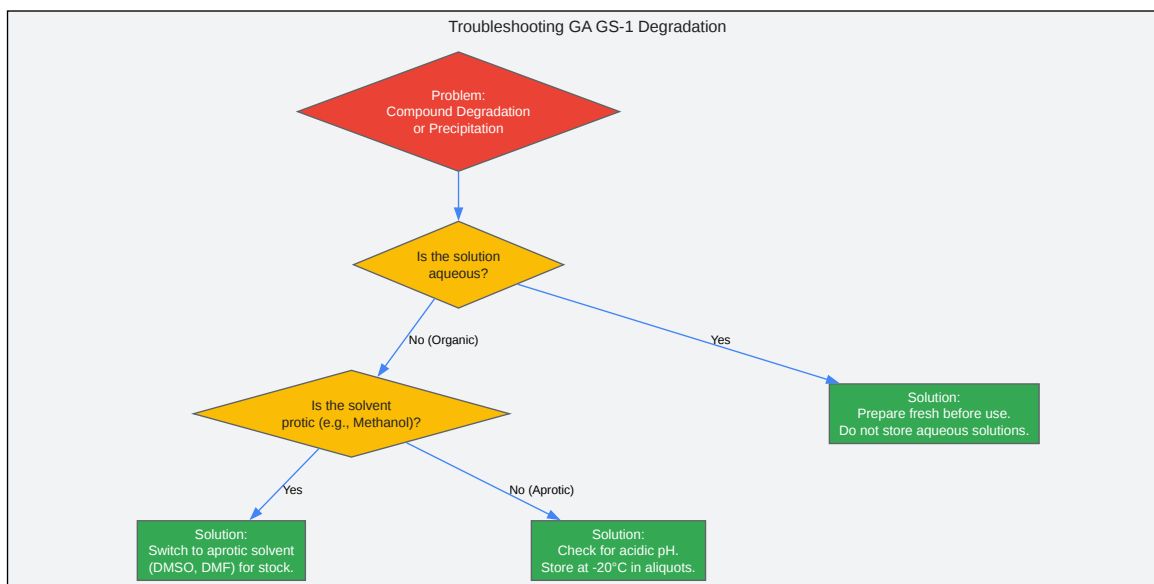 Troubleshooting GA GS-1 Degradation
Problem:
Compound Degradation
or Precipitation
Is the solution
aqueous?
No (Organic)
Yes
Is the solvent
protic (e.g., Methanol)?
Solution:
Prepare fresh before use.
Do not store aqueous solutions.
Yes
No (Aprotic)
Solution:
Switch to aprotic solvent
(DMSO, DMF) for stock.
Solution:
Check for acidic pH.
Store at -20°C in aliquots.